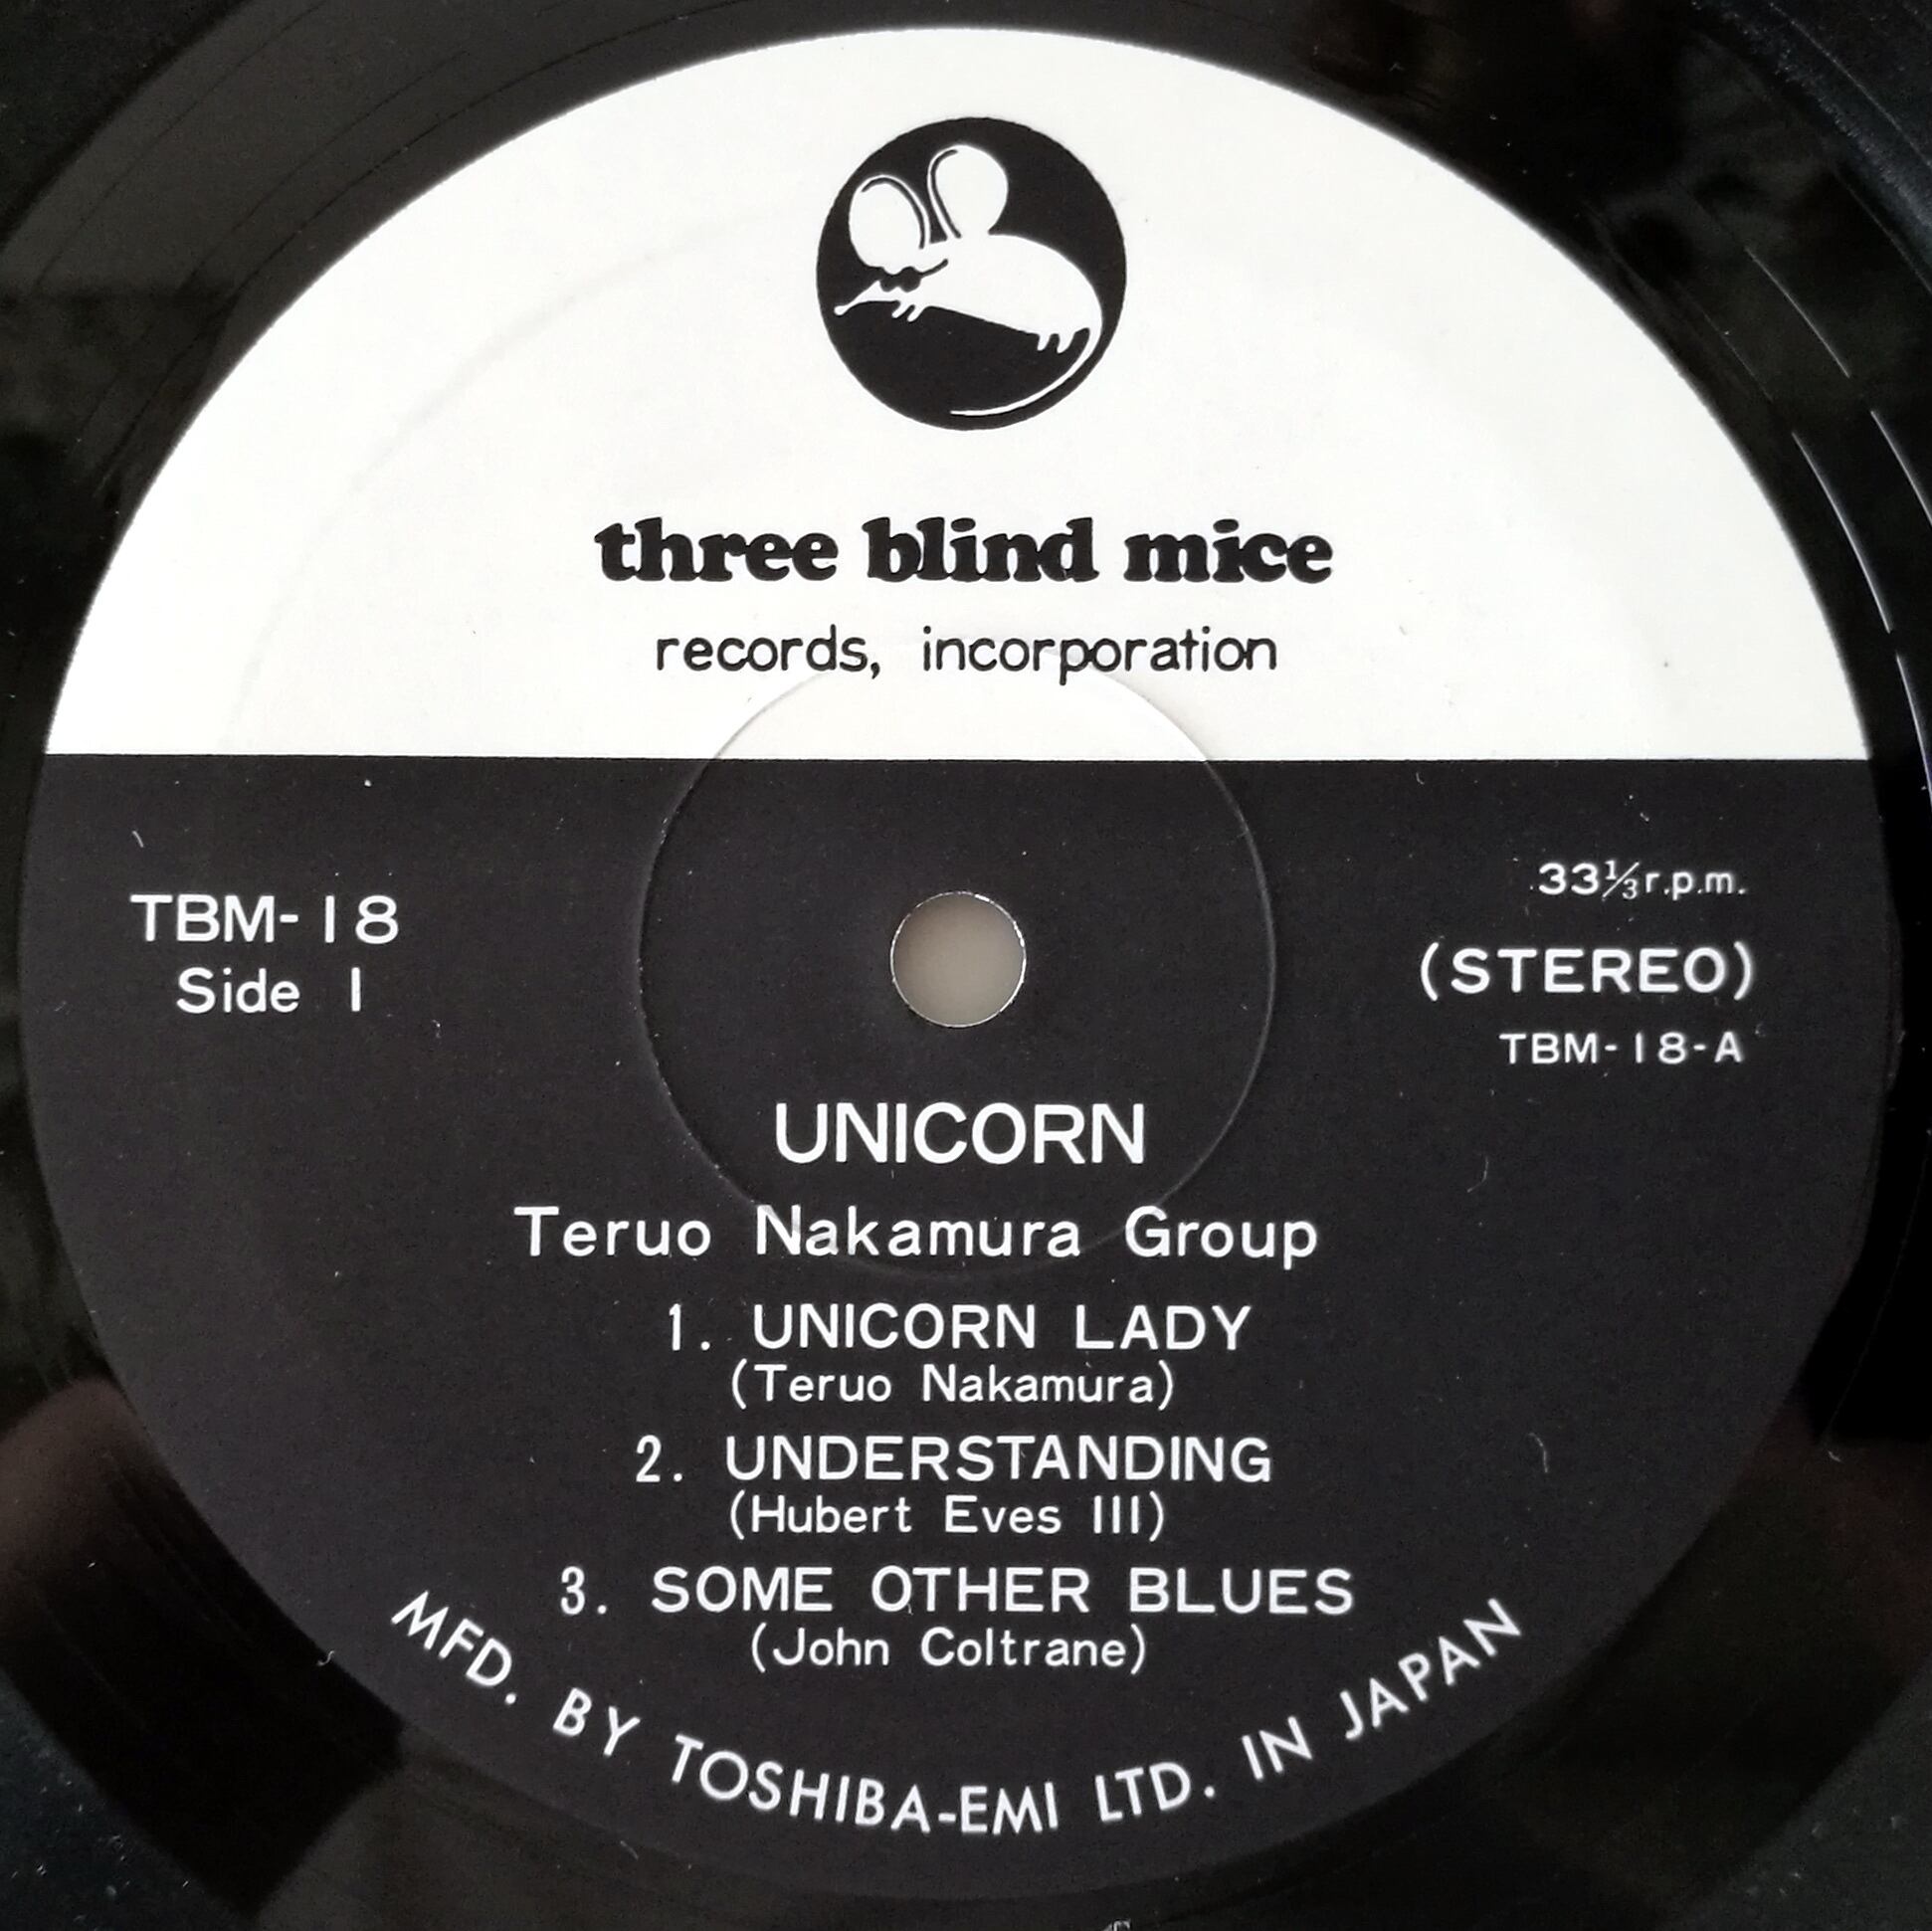 three blind mice
records, incorporation
TBM-18
Side 1
33⅓ r.p.m.
(STEREO)
TBM-18-A
UNICORN
Teruo Nakamura Group
1. UNICORN LADY
(Teruo Nakamura)
2. UNDERSTANDING
(Hubert Eves III)
3. SOME OTHER BLUES
(John Coltrane)
MFD. BY TOSHIBA-EMI LTD. IN JAPAN